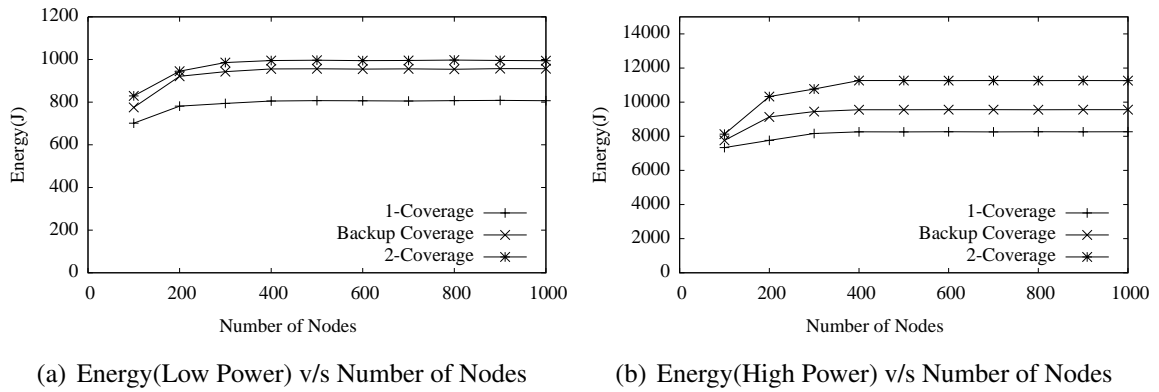 1200
1000
800
600
400
200
0
Energy(J)
1-Coverage
Backup Coverage
2-Coverage
0 200 400 600 800 1000
Number of Nodes
(a) Energy(Low Power) v/s Number of Nodes
14000
12000
10000
8000
6000
4000
2000
0
Energy(J)
1-Coverage
Backup Coverage
2-Coverage
0 200 400 600 800 1000
Number of Nodes
(b) Energy(High Power) v/s Number of Nodes